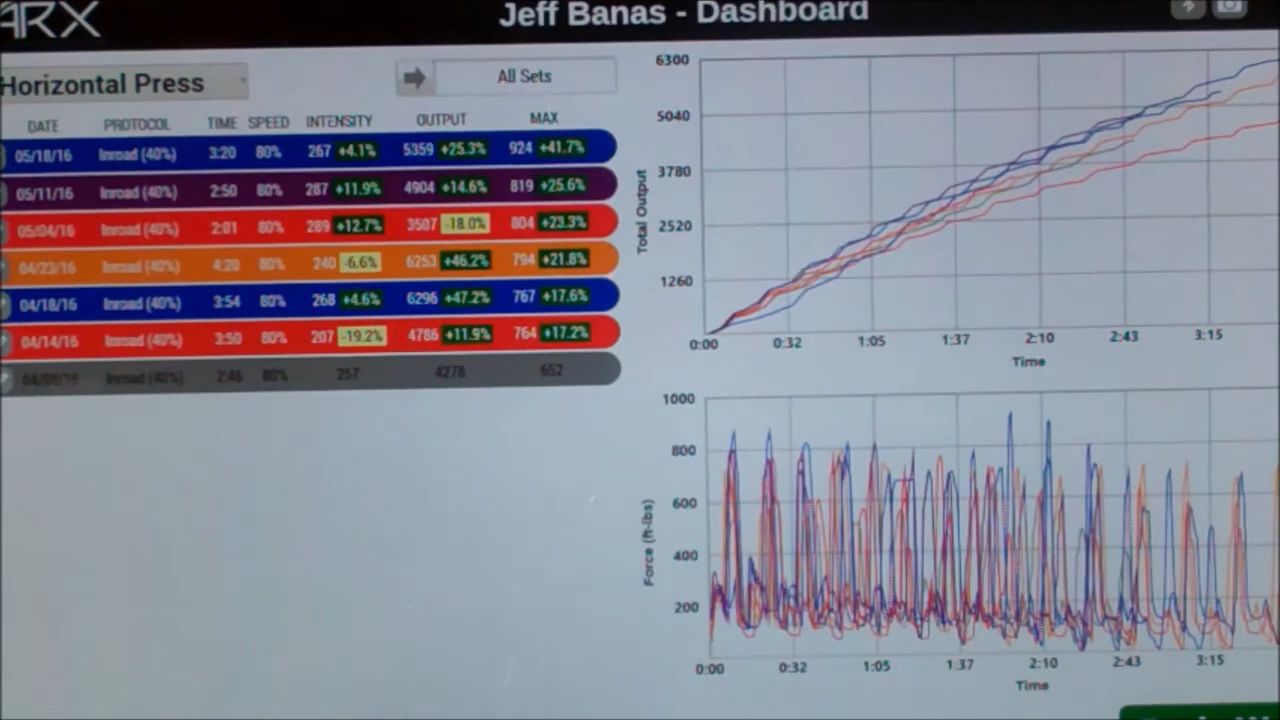 ARX
Jeff Banas - Dashboard
Horizontal Press
All Sets
DATE PROTOCOL TIME SPEED INTENSITY OUTPUT MAX
05/18/16 Inroad (40%) 3:20 80% 267 +4.1% 5359 +25.3% 924 +41.7%
05/11/16 Inroad (40%) 2:50 80% 287 +11.9% 4904 +14.6% 819 +25.6%
05/04/16 Inroad (40%) 2:01 80% 289 +12.7% 3507 -18.0% 804 +23.3%
04/23/16 Inroad (40%) 4:20 80% 240 -6.6% 6253 +46.2% 794 +21.8%
04/18/16 Inroad (40%) 3:54 80% 268 +4.6% 6296 +47.2% 767 +17.6%
04/14/16 Inroad (40%) 3:50 80% 207 -19.2% 4786 +11.9% 764 +17.2%
Inroad (40%) 2:46 80% 257 4278 652
6300
5040
3780
2520
1260
Total Output
0:00 0:32 1:05 1:37 2:10 2:43 3:15
Time
1000
800
600
400
200
Force (ft-lbs)
0:00 0:32 1:05 1:37 2:10 2:43 3:15
Time